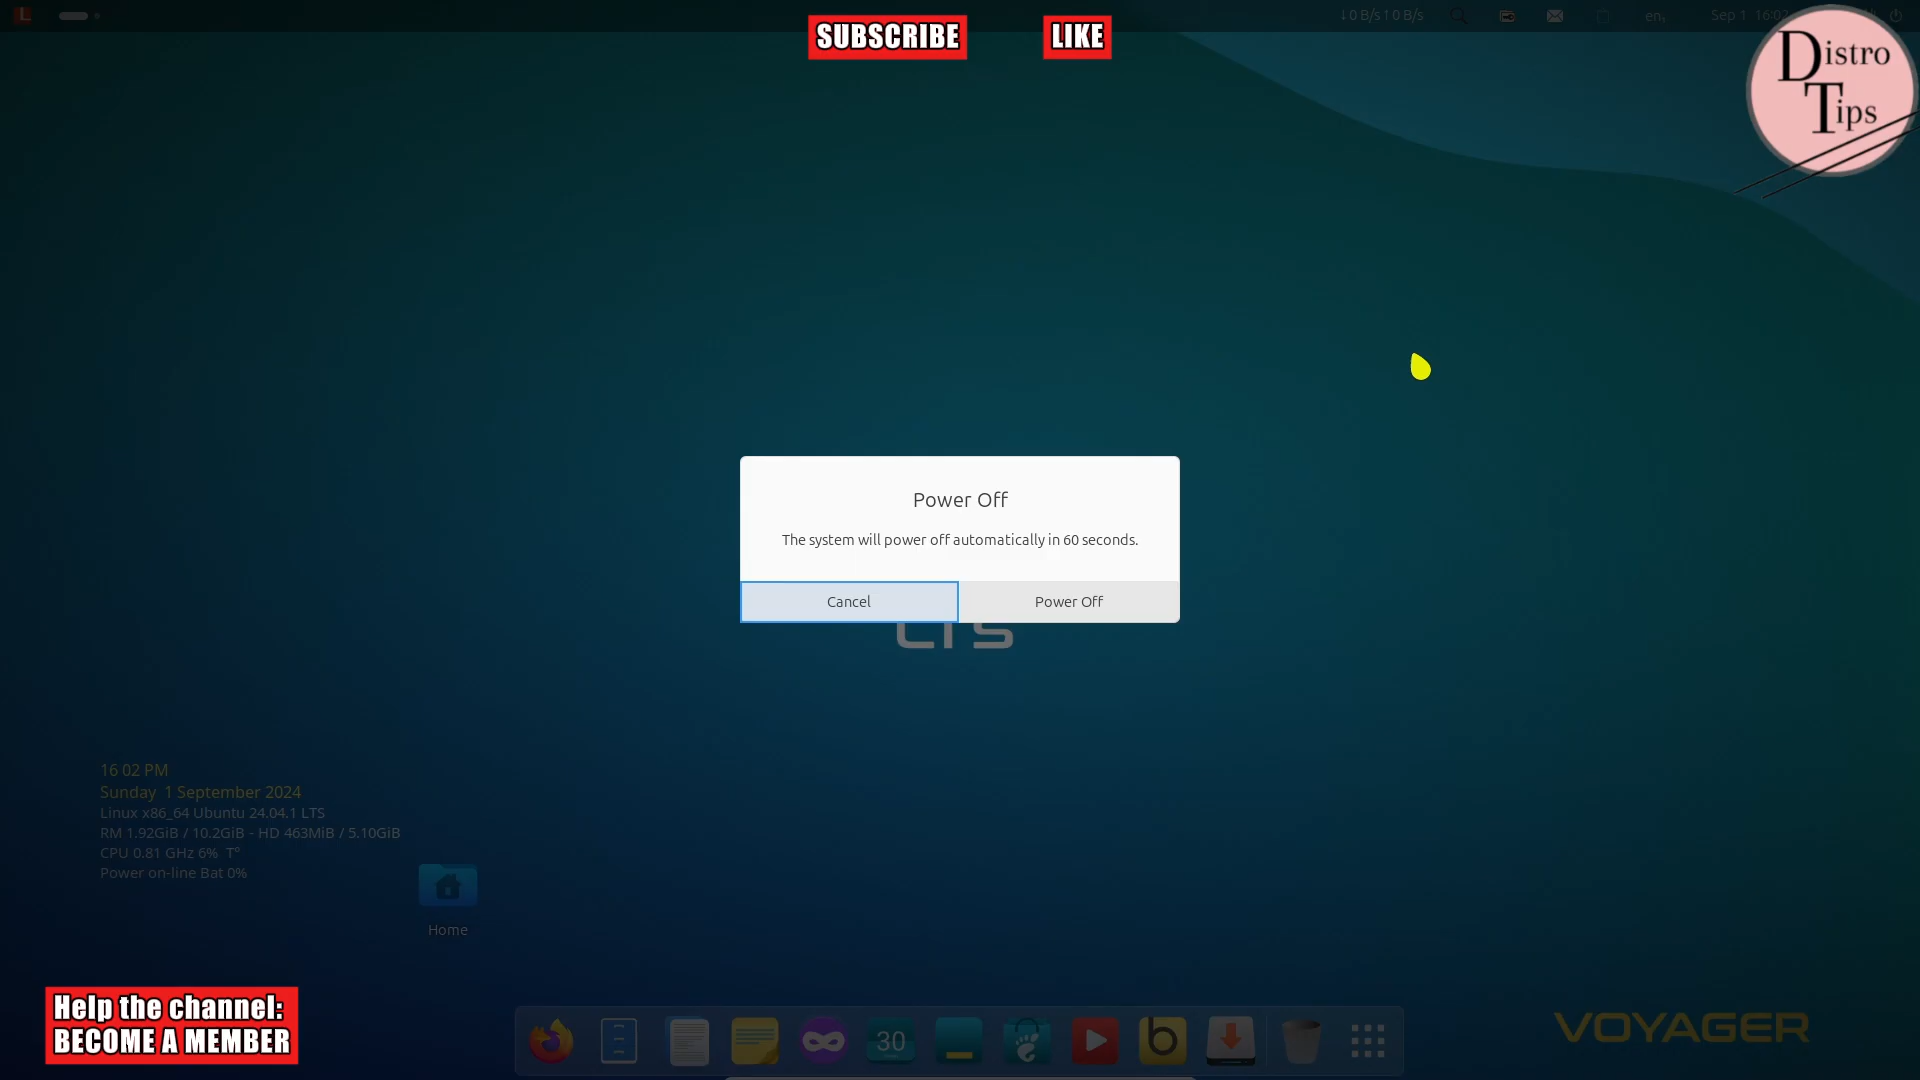 L
↓ 0 B/s ↑ 0 B/s
en₁
Sep 1 16:02
SUBSCRIBE
LIKE
Distro
Tips
Power Off
The system will power off automatically in 60 seconds.
Cancel
Power Off
LTS
16 02 PM
Sunday 1 September 2024
Linux x86_64 Ubuntu 24.04.1 LTS
RM 1.92GiB / 10.2GiB - HD 463MiB / 5.10GiB
CPU 0.81 GHz 6% T°
Power on-line Bat 0%
Home
Help the channel:
BECOME A MEMBER
30
b
VOYAGER